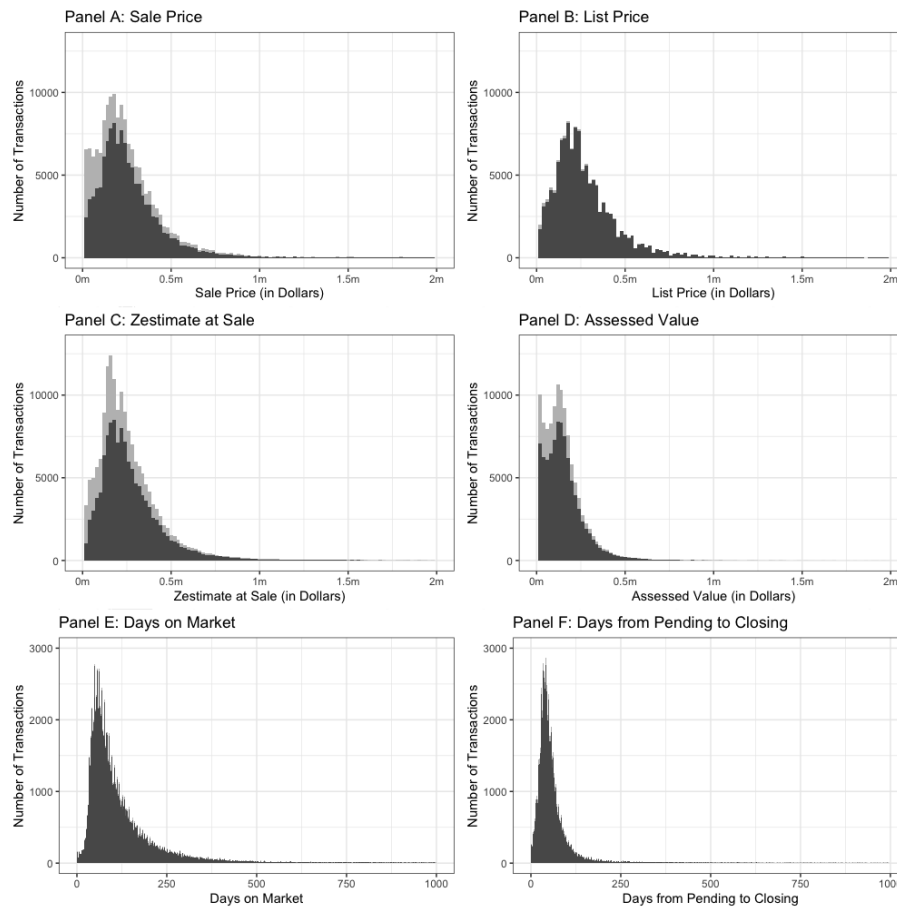 Panel A: Sale Price
Number of Transactions
10000
5000
0
0m 0.5m 1m 1.5m 2m
Sale Price (in Dollars)
Panel B: List Price
Number of Transactions
10000
5000
0
0m 0.5m 1m 1.5m 2m
List Price (in Dollars)
Panel C: Zestimate at Sale
Number of Transactions
10000
5000
0
0m 0.5m 1m 1.5m 2m
Zestimate at Sale (in Dollars)
Panel D: Assessed Value
Number of Transactions
10000
5000
0
0m 0.5m 1m 1.5m 2m
Assessed Value (in Dollars)
Panel E: Days on Market
Number of Transactions
3000
2000
1000
0
0 250 500 750 1000
Days on Market
Panel F: Days from Pending to Closing
Number of Transactions
3000
2000
1000
0
0 250 500 750 1000
Days from Pending to Closing